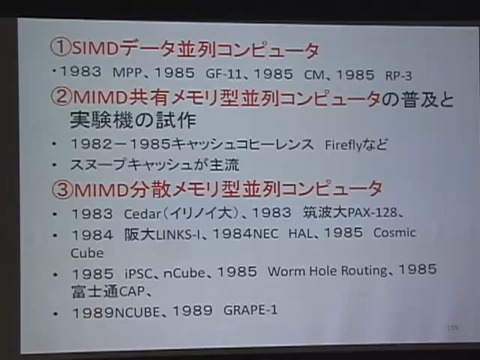 ①SIMDデータ並列コンピュータ
・1983 MPP、1985 GF-11、1985 CM、1985 RP-3
②MIMD共有メモリ型並列コンピュータの普及と
実験機の試作
• 1982－1985キャッシュコヒーレンス Fireflyなど
• スヌープキャッシュが主流
③MIMD分散メモリ型並列コンピュータ
• 1983 Cedar（イリノイ大）、1983 筑波大PAX-128、
• 1984 阪大LINKS-I、1984NEC HAL、1985 Cosmic
Cube
• 1985 iPSC、nCube、1985 Worm Hole Routing、1985
富士通CAP、
• 1989NCUBE、1989 GRAPE-1